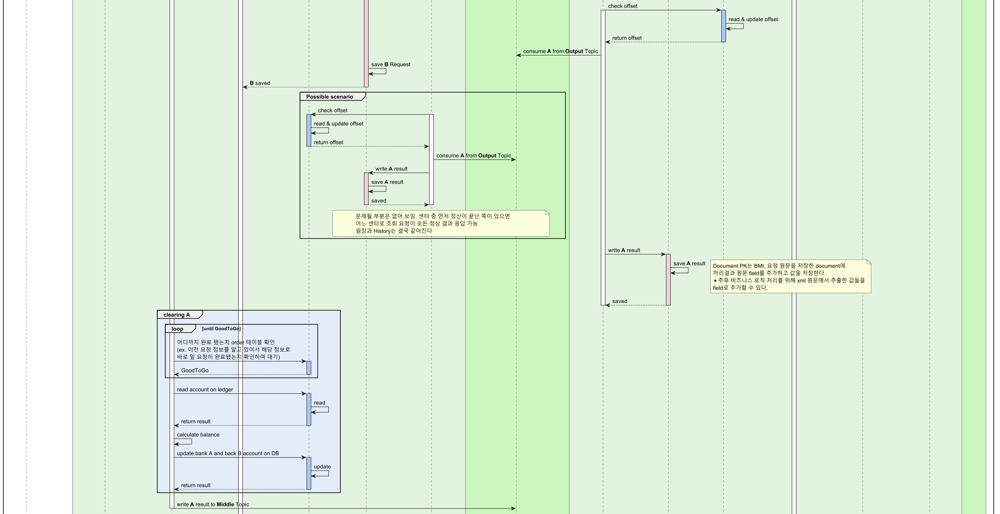 check offset
read & update offset
return offset
consume A from Output Topic
save B Request
B saved
Possible scenario
check offset
read & update offset
return offset
consume A from Output Topic
write A result
save A result
saved
문제될 부분은 없어 보임. 센터 중 먼저 정산이 끝난 쪽이 있으면
어느 센터로 조회 요청이 오든 정상 결과 응답 가능.
원장과 History는 결국 같아진다
write A result
save A result
Document PK는 BMI, 요청 원문을 저장한 document에
처리결과 원문 field를 추가하고 값을 저장한다.
• 추후 비즈니스 로직 처리를 위해 xml 원문에서 추출한 값들을
field로 추가할 수 있다.
saved
clearing A
loop [until GoodToGo]
어디까지 완료 됐는지 order 테이블 확인
(ex. 이전 요청 정보를 알고 있어서 해당 정보로
바로 앞 요청이 완료됐는지 확인하며 대기)
GoodToGo
read account on ledger
read
return result
calculate balance
update bank A and back B account on DB
update
return result
write A result to Middle Topic